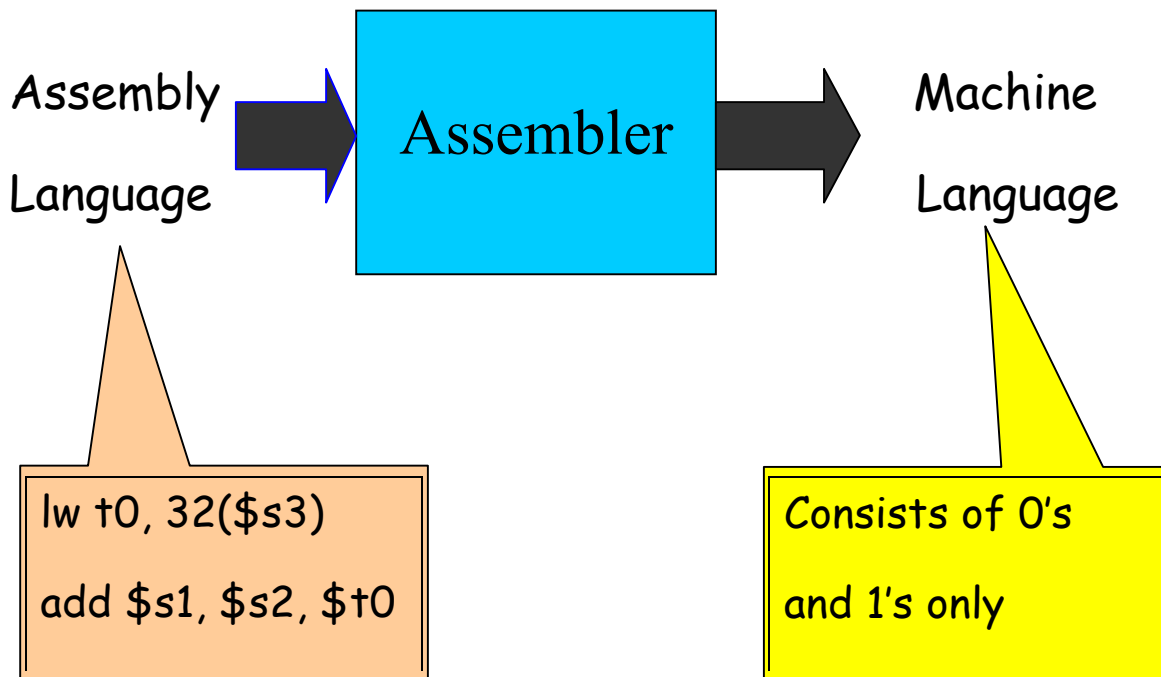 Assembly
Language
Assembler
Machine
Language
lw t0, 32($s3)
add $s1, $s2, $t0
Consists of 0's
and 1's only